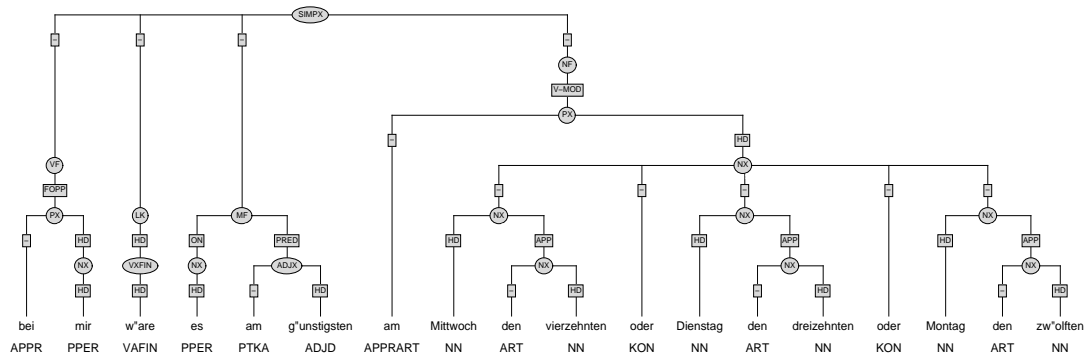 SIMPX
– – – –
NF
V–MOD
PX
– HD
VF NX
FOPP – – – – –
PX LK MF NX NX NX
– HD HD ON PRED HD APP HD APP HD APP
NX VXFIN NX ADJX NX NX NX
HD HD HD – HD – HD – HD – HD
bei mir w"are es am g"unstigsten am Mittwoch den vierzehnten oder Dienstag den dreizehnten oder Montag den zw"olften
APPR PPER VAFIN PPER PTKA ADJD APPRART NN ART NN KON NN ART NN KON NN ART NN